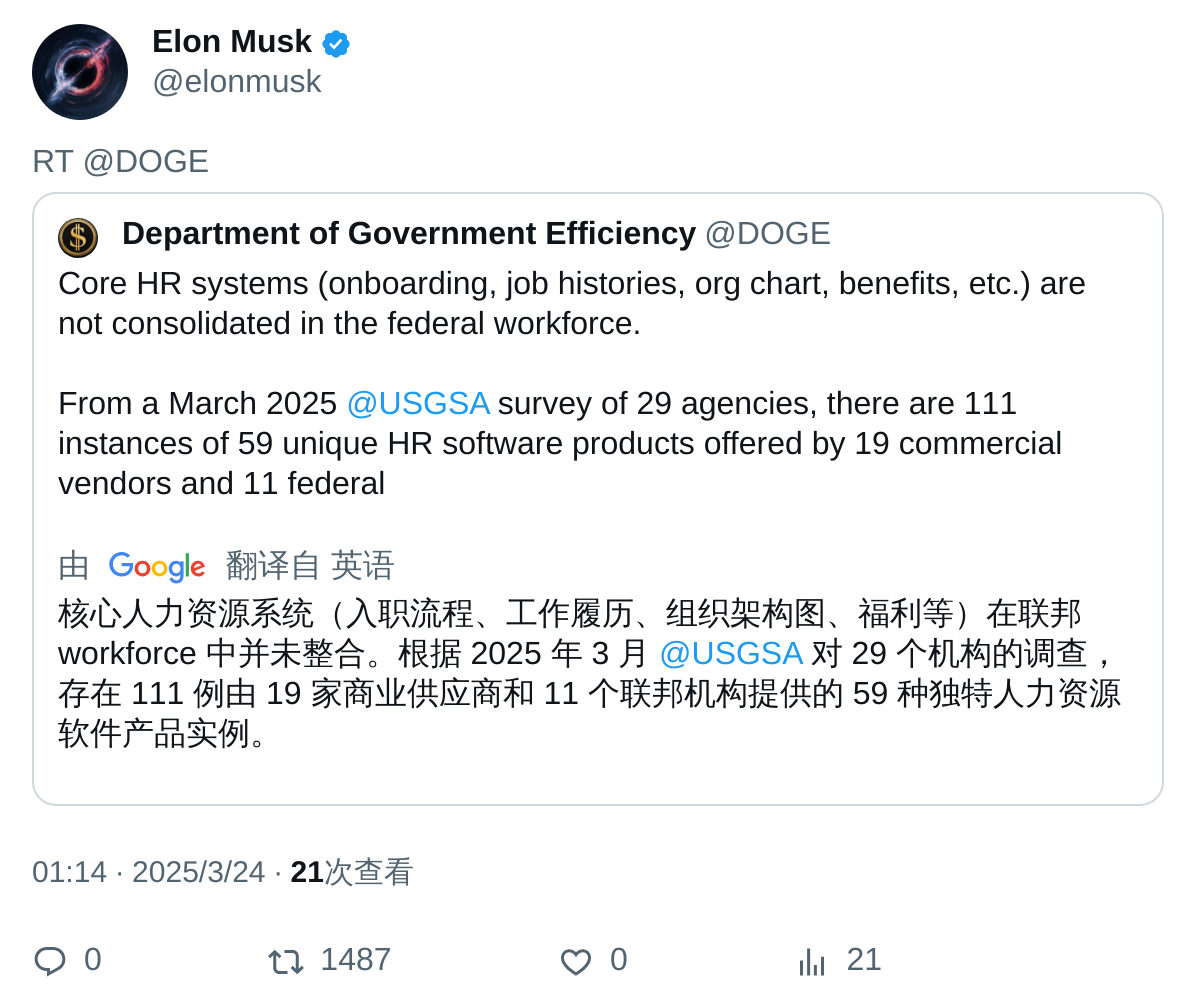 Elon Musk
@elonmusk
RT @DOGE
Department of Government Efficiency @DOGE
Core HR systems (onboarding, job histories, org chart, benefits, etc.) are
not consolidated in the federal workforce.
From a March 2025 @USGSA survey of 29 agencies, there are 111
instances of 59 unique HR software products offered by 19 commercial
vendors and 11 federal
由 Google 翻译自 英语
核心人力资源系统（入职流程、工作履历、组织架构图、福利等）在联邦
workforce 中并未整合。根据 2025 年 3 月 @USGSA 对 29 个机构的调查，
存在 111 例由 19 家商业供应商和 11 个联邦机构提供的 59 种独特人力资源
软件产品实例。
01:14 · 2025/3/24 · 21次查看
0 1487 0 21